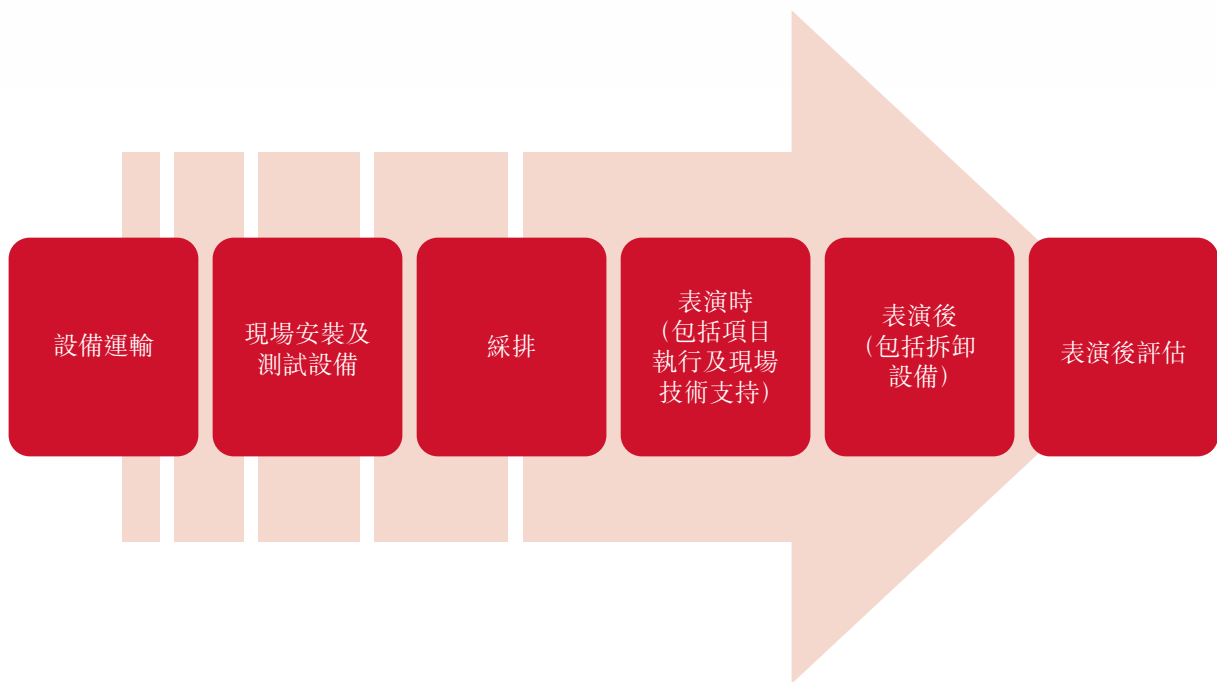 設備運輸
現場安裝及
測試設備
綵排
表演時
(包括項目
執行及現場
技術支持)
表演後
(包括拆卸
設備)
表演後評估